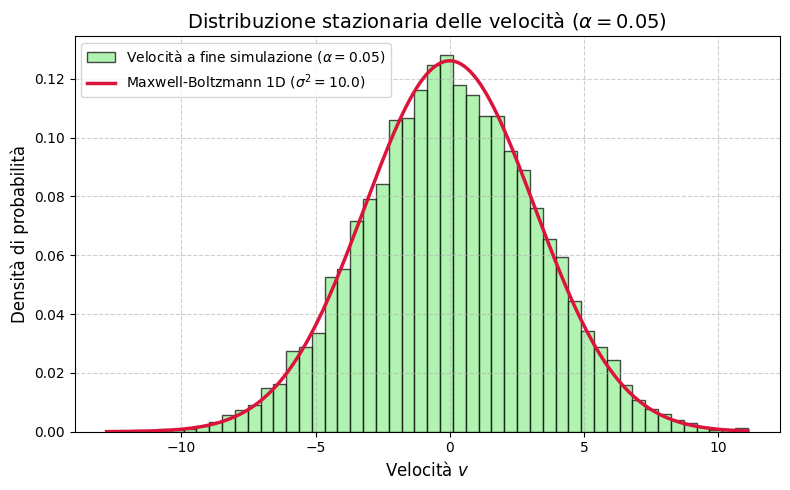 Distribuzione stazionaria delle velocità (α = 0.05)
Velocità a fine simulazione (α = 0.05)
Maxwell-Boltzmann 1D (σ² = 10.0)
Densità di probabilità
0.12
0.10
0.08
0.06
0.04
0.02
0.00
−10
−5
0
5
10
Velocità v